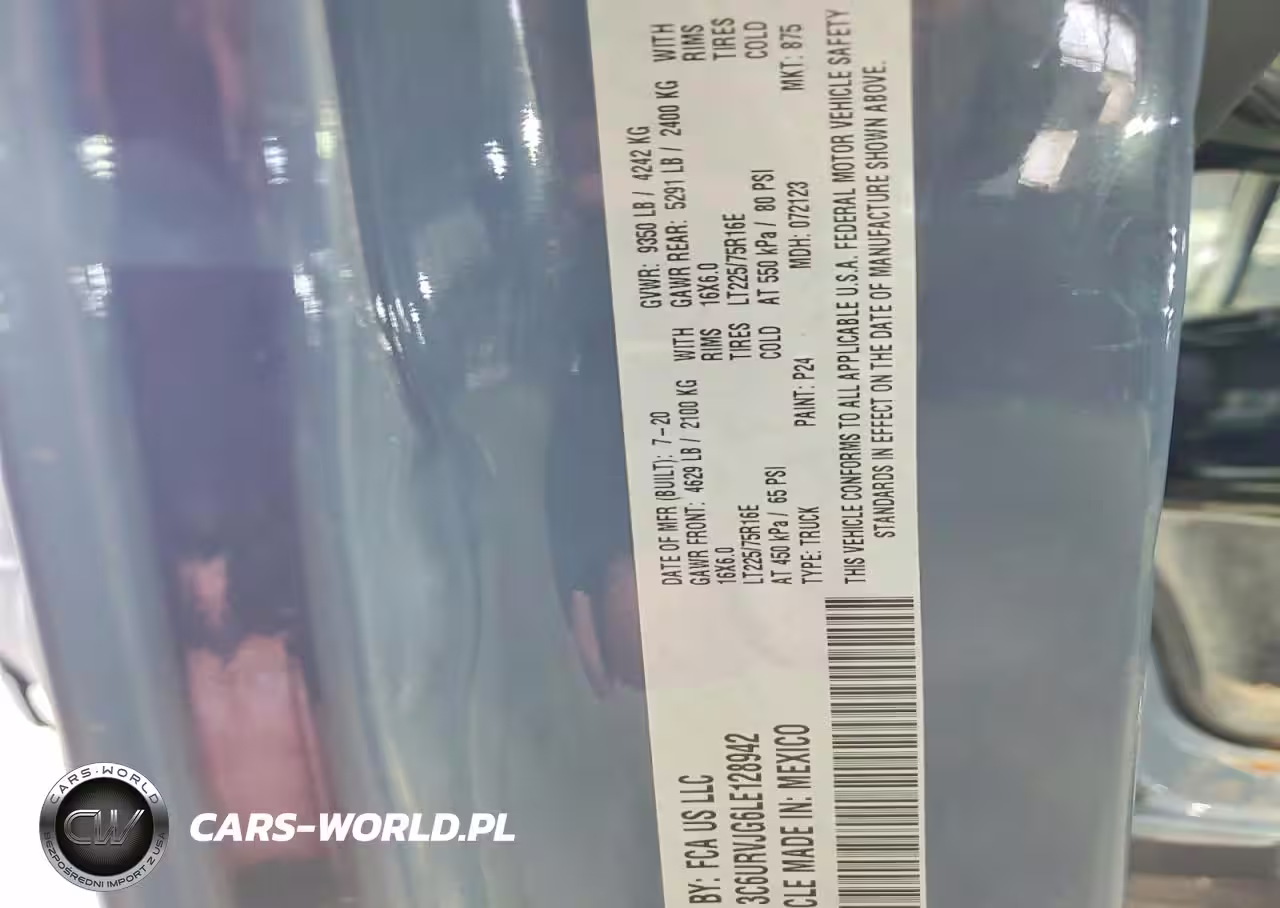 BY: FCA US LLC
3C6URVJG6LE128942
CLE MADE IN: MEXICO
DATE OF MFR (BUILT): 7-20
GVWR: 9350 LB / 4242 KG
GAWR FRONT: 4629 LB / 2100 KG WITH
16X6.0 RIMS
LT225/75R16E TIRES
AT 450 kPa / 65 PSI COLD
GAWR REAR: 5291 LB / 2400 KG WITH
16X6.0 RIMS
LT225/75R16E TIRES
AT 550 kPa / 80 PSI COLD
TYPE: TRUCK PAINT: P24 MDH: 072123 MKT: 875
THIS VEHICLE CONFORMS TO ALL APPLICABLE U.S.A. FEDERAL MOTOR VEHICLE SAFETY
STANDARDS IN EFFECT ON THE DATE OF MANUFACTURE SHOWN ABOVE.
CARS-WORLD
CW
BEZPOŚREDNI IMPORT Z USA
CARS-WORLD.PL